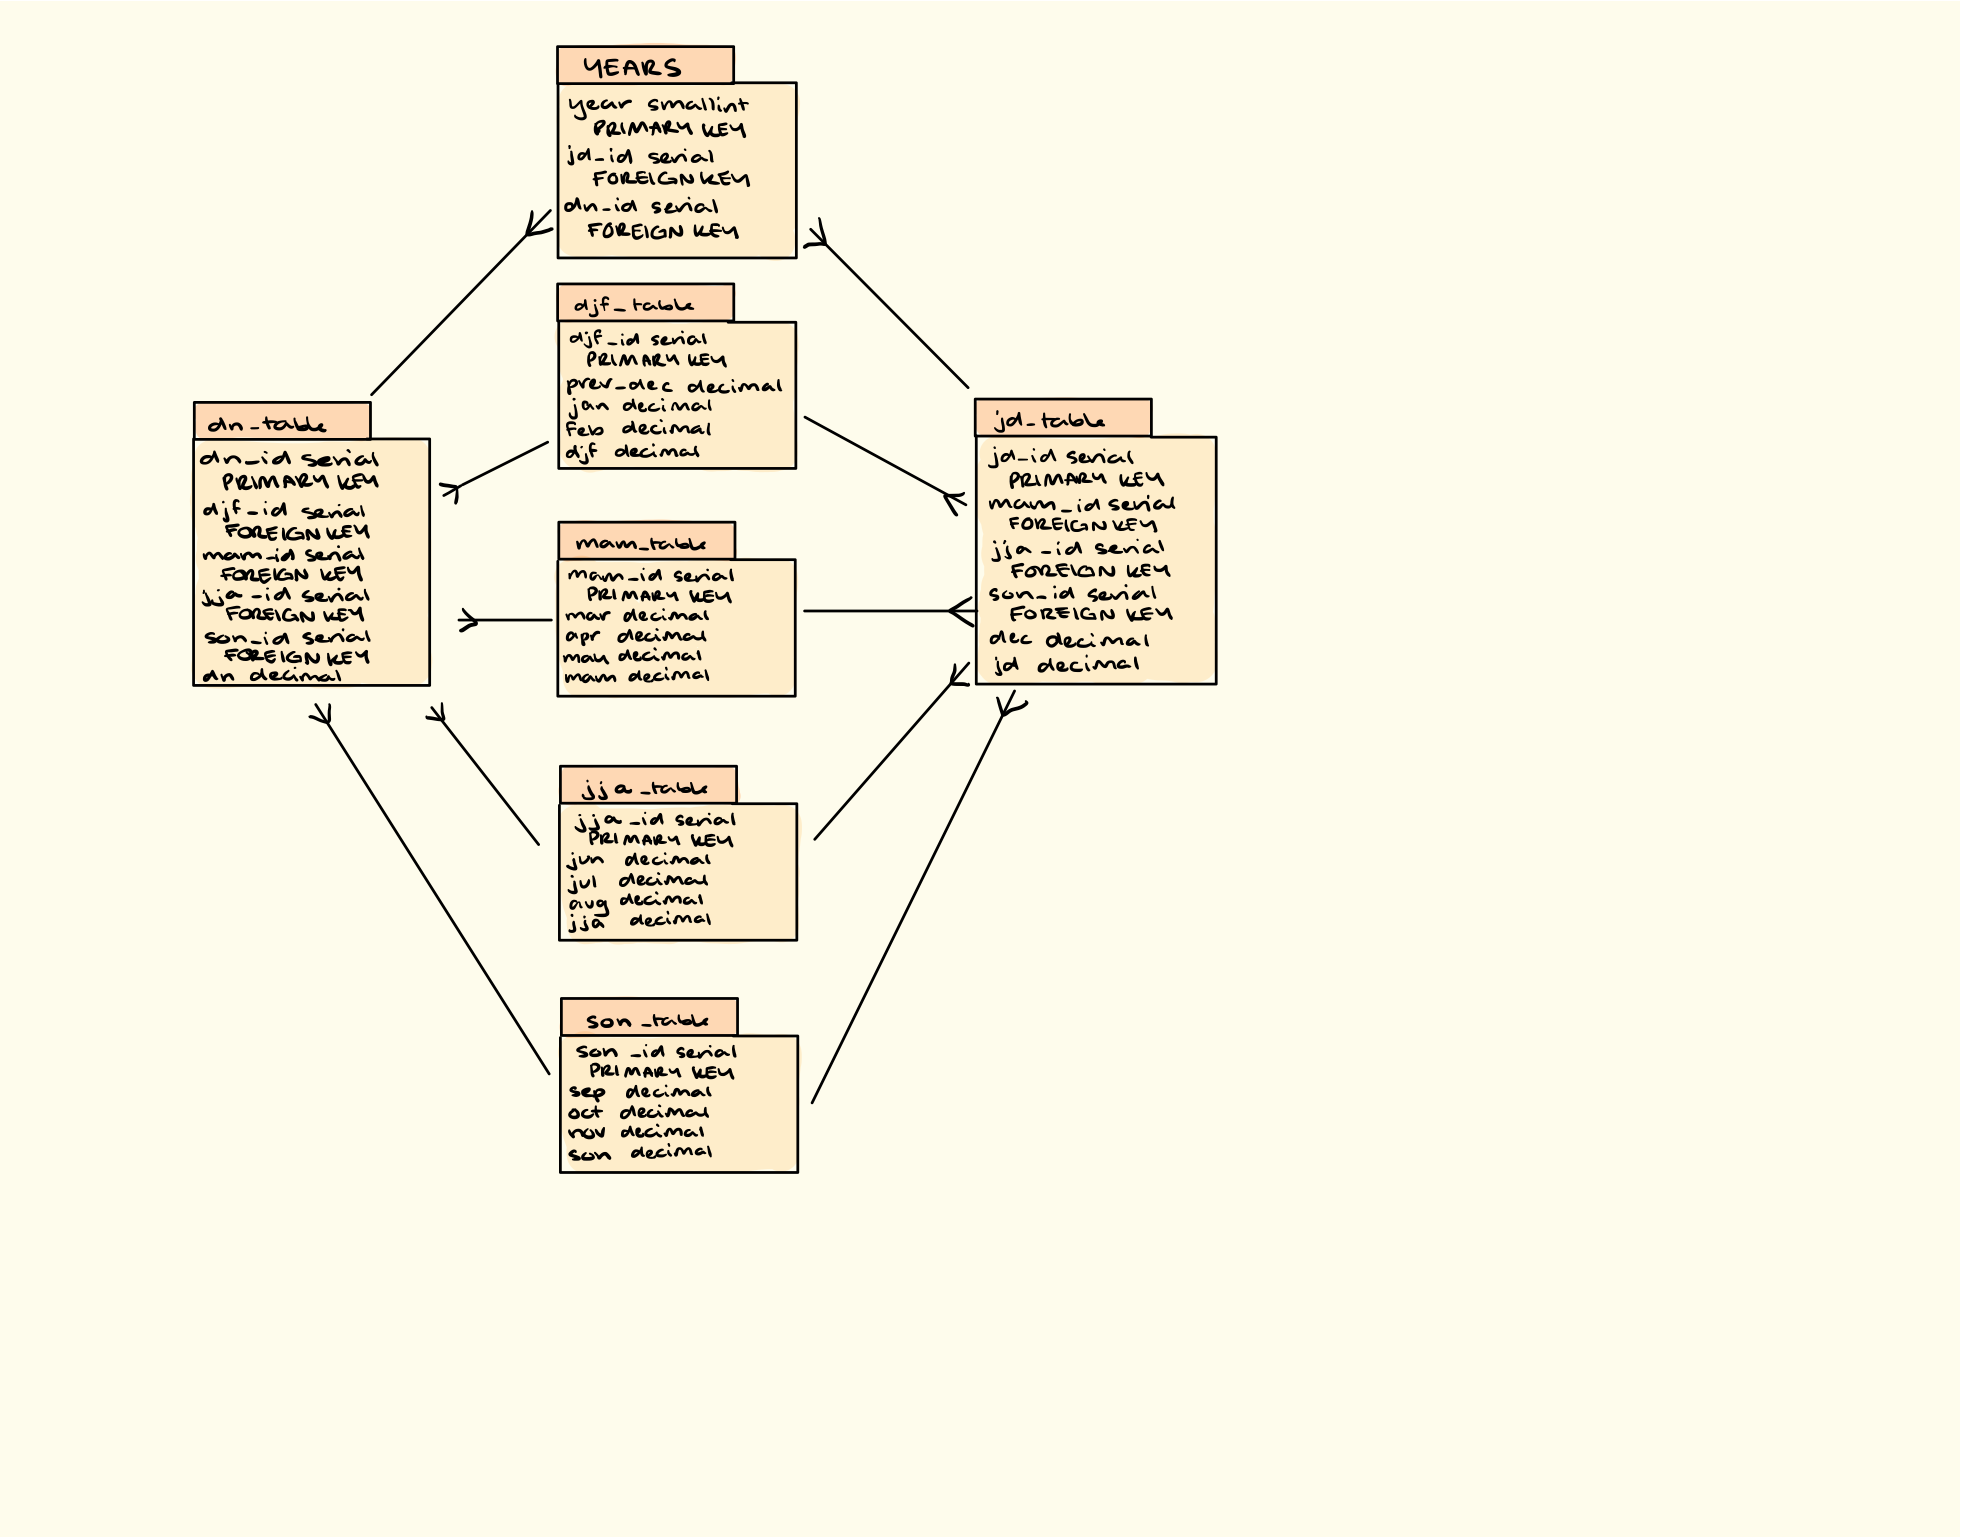 YEARS
year smallint
PRIMARY KEY
jd_id serial
FOREIGN KEY
dn_id serial
FOREIGN KEY
djf_table
djf_id serial
PRIMARY KEY
prev_dec decimal
jan decimal
feb decimal
djf decimal
dn_table
dn_id serial
PRIMARY KEY
djf_id serial
FOREIGN KEY
mam_id serial
FOREIGN KEY
jja_id serial
FOREIGN KEY
son_id serial
FOREIGN KEY
dn decimal
jd_table
jd_id serial
PRIMARY KEY
mam_id serial
FOREIGN KEY
jja_id serial
FOREIGN KEY
son_id serial
FOREIGN KEY
dec decimal
jd decimal
mam_table
mam_id serial
PRIMARY KEY
mar decimal
apr decimal
may decimal
mam decimal
jja_table
jja_id serial
PRIMARY KEY
jun decimal
jul decimal
aug decimal
jja decimal
son_table
son_id serial
PRIMARY KEY
sep decimal
oct decimal
nov decimal
son decimal